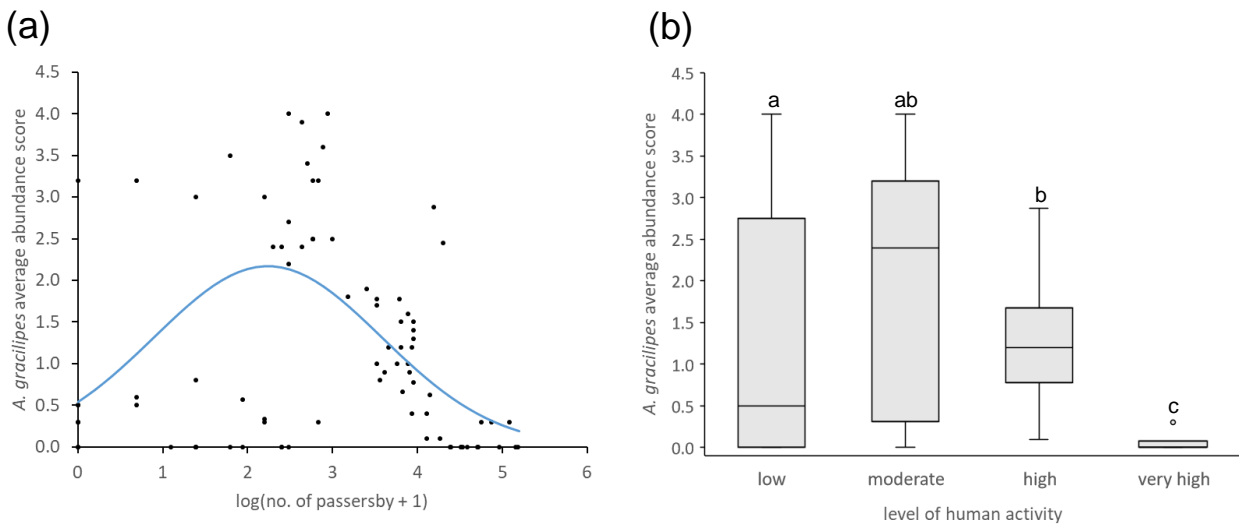 (a)
4.5
4.0
3.5
3.0
2.5
2.0
1.5
1.0
0.5
0.0
A. gracilipes average abundance score
0 1 2 3 4 5 6
log(no. of passersby + 1)
(b)
4.5
4.0
3.5
3.0
2.5
2.0
1.5
1.0
0.5
0.0
A. gracilipes average abundance score
a ab b c
low moderate high very high
level of human activity